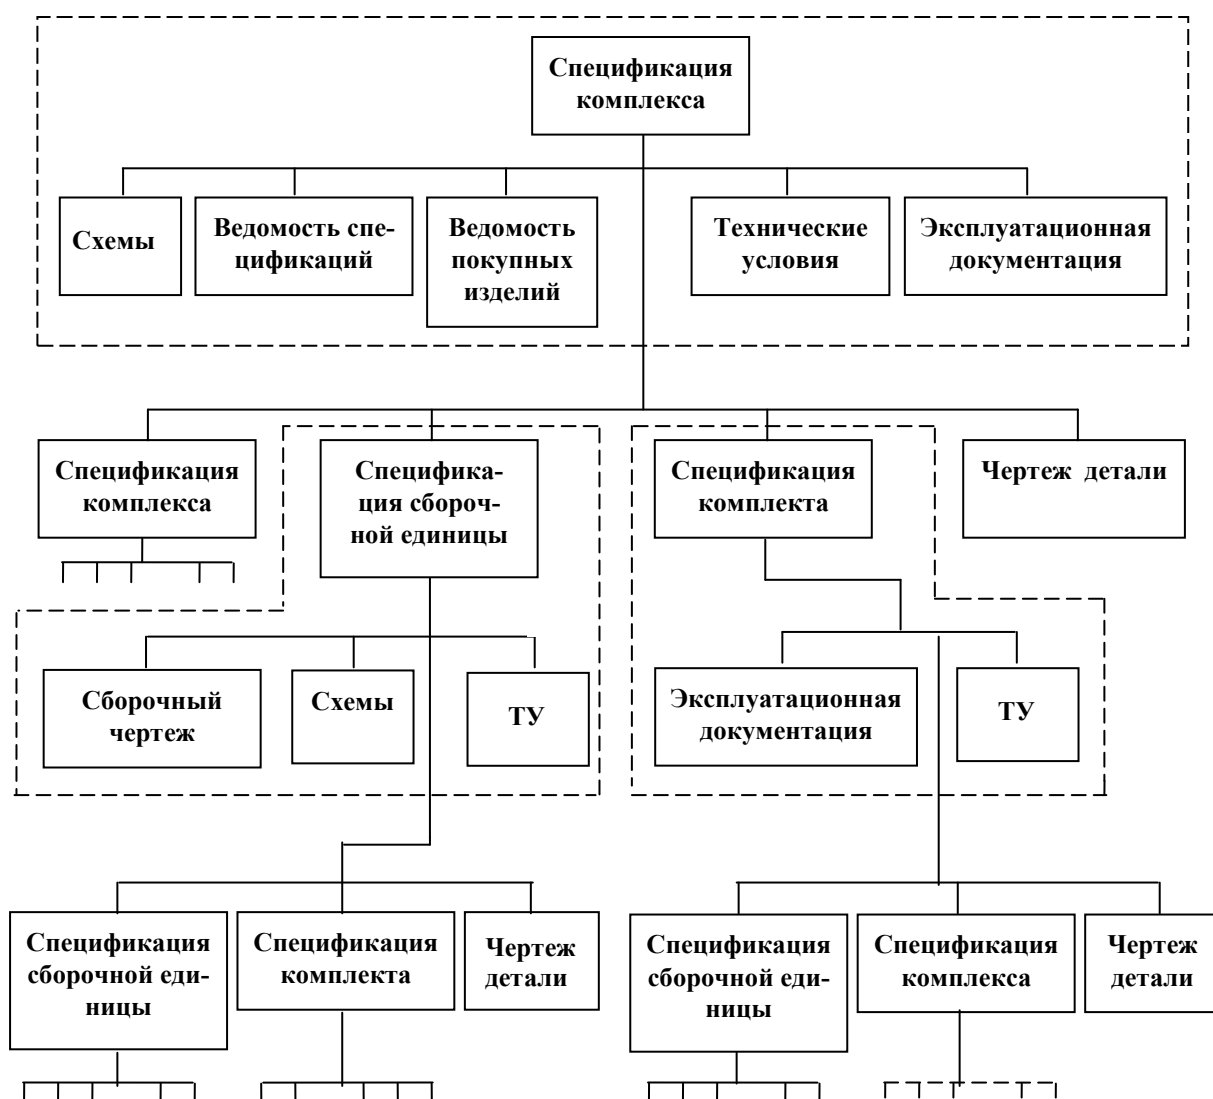 Спецификация
комплекса
Схемы
Ведомость спе-
цификаций
Ведомость
покупных
изделий
Технические
условия
Эксплуатационная
документация
Спецификация
комплекса
Специфика-
ция сбороч-
ной единицы
Спецификация
комплекта
Чертеж детали
Сборочный
чертеж
Схемы
ТУ
Эксплуатационная
документация
ТУ
Спецификация
сборочной еди-
ницы
Спецификация
комплекта
Чертеж
детали
Спецификация
сборочной еди-
ницы
Спецификация
комплекса
Чертеж
детали